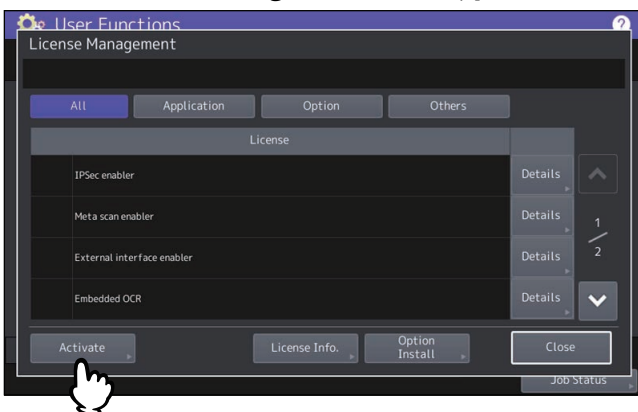 User Functions
?
License Management
All Application Option Others
License
IPSec enabler Details
Meta scan enabler Details
1
External interface enabler Details
2
Embedded OCR Details
Activate License Info. Option Install Close
Job Status